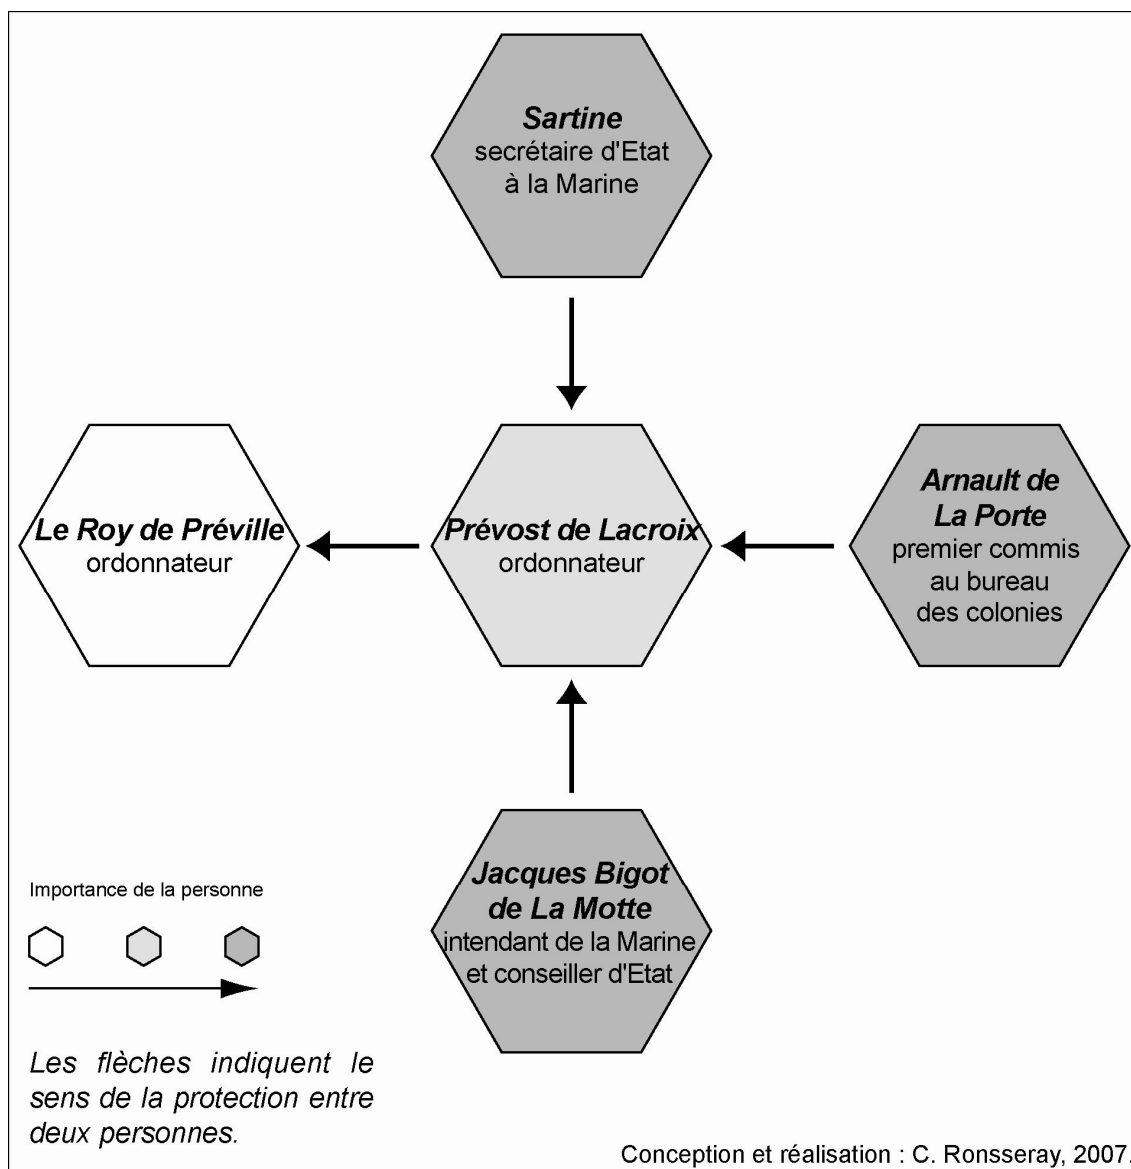 Sartine
secrétaire d'Etat
à la Marine
Le Roy de Préville
ordonnateur
Prévost de Lacroix
ordonnateur
Arnault de
La Porte
premier commis
au bureau
des colonies
Jacques Bigot
de La Motte
intendant de la Marine
et conseiller d'Etat
Importance de la personne
Les flèches indiquent le
sens de la protection entre
deux personnes.
Conception et réalisation : C. Ronsseray, 2007.